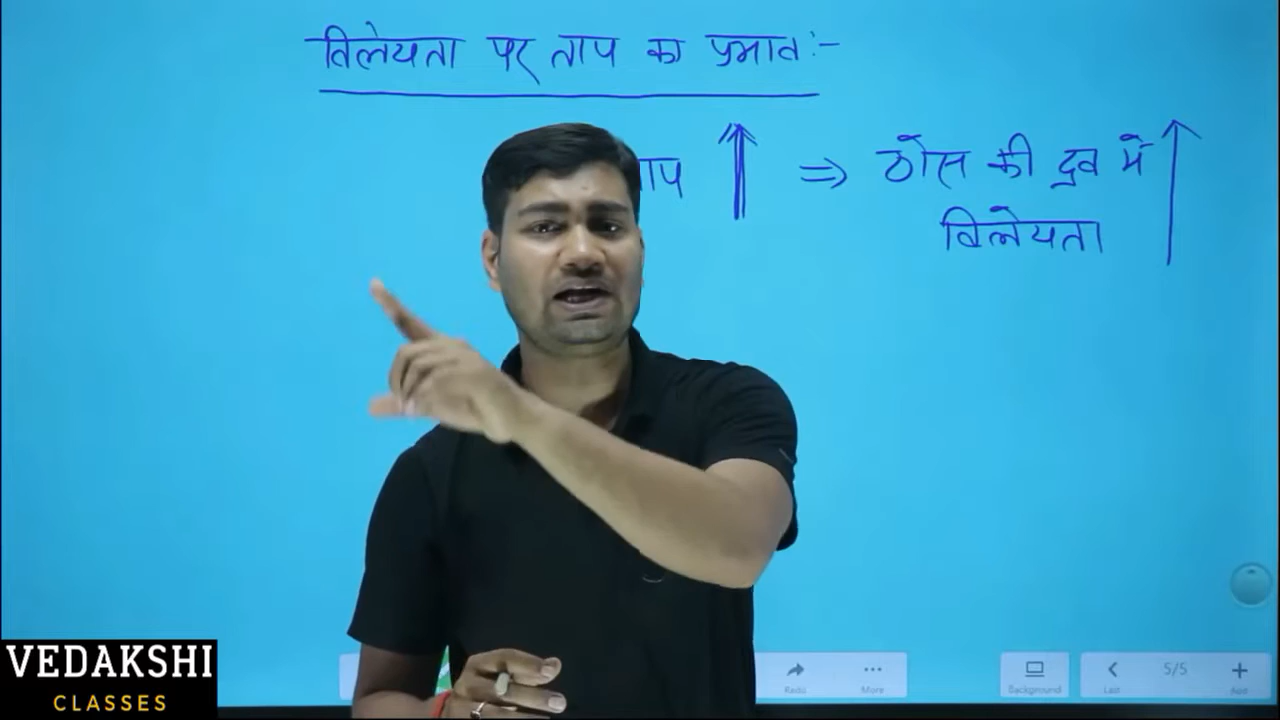 विलेयता पर ताप का प्रभाव :-
ताप ↑ ⇒ ठोस की द्रव में ↑
विलेयता
VEDAKSHI
CLASSES
Redo
More
Background
Last
5/5
Add